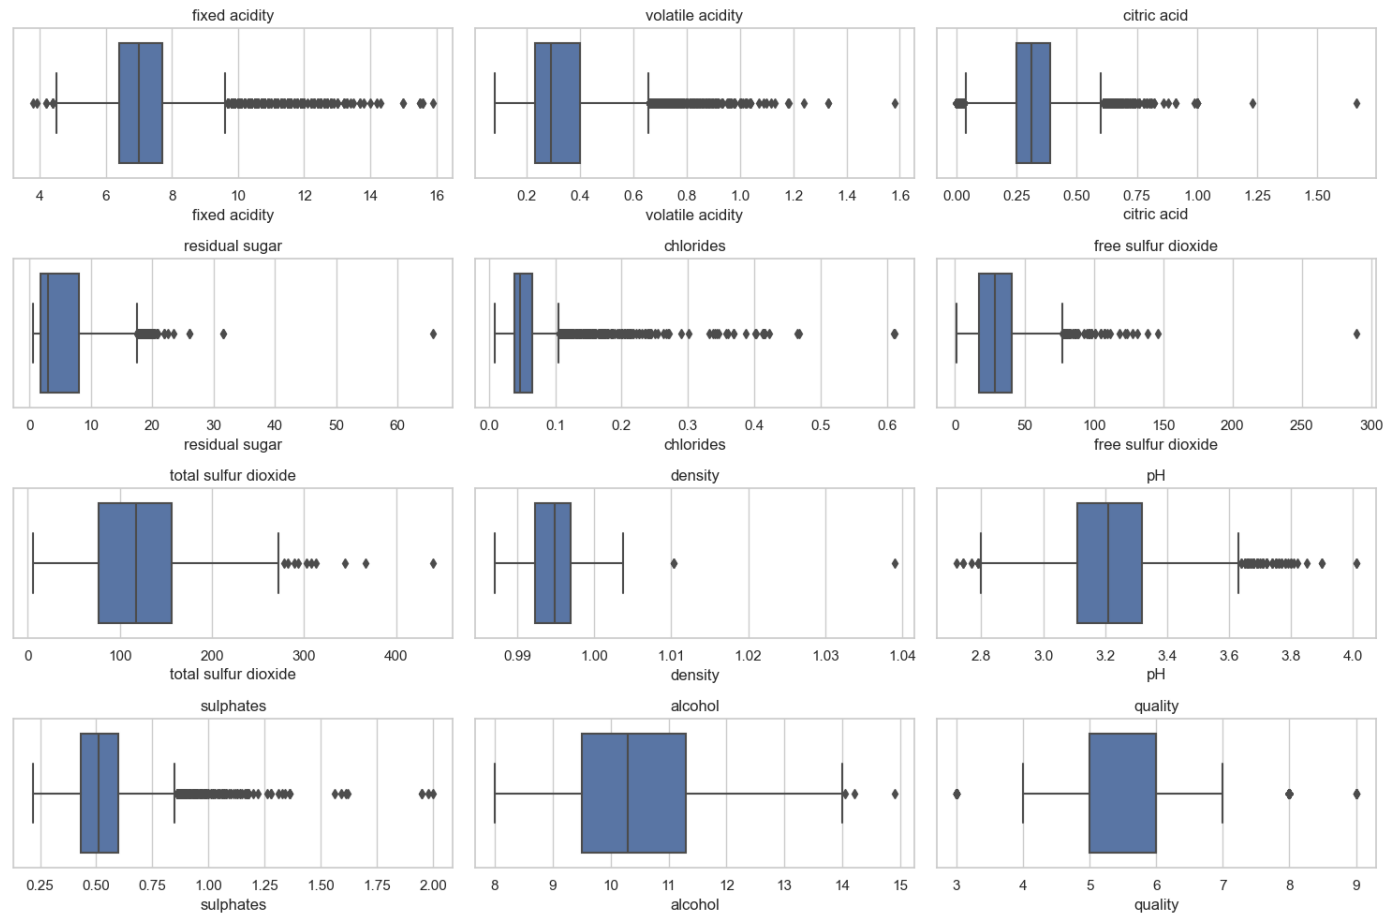 fixed acidity
4 6 8 10 12 14 16
fixed acidity
volatile acidity
0.2 0.4 0.6 0.8 1.0 1.2 1.4 1.6
volatile acidity
citric acid
0.00 0.25 0.50 0.75 1.00 1.25 1.50
citric acid
residual sugar
0 10 20 30 40 50 60
residual sugar
chlorides
0.0 0.1 0.2 0.3 0.4 0.5 0.6
chlorides
free sulfur dioxide
0 50 100 150 200 250 300
free sulfur dioxide
total sulfur dioxide
0 100 200 300 400
total sulfur dioxide
density
0.99 1.00 1.01 1.02 1.03 1.04
density
pH
2.8 3.0 3.2 3.4 3.6 3.8 4.0
pH
sulphates
0.25 0.50 0.75 1.00 1.25 1.50 1.75 2.00
sulphates
alcohol
8 9 10 11 12 13 14 15
alcohol
quality
3 4 5 6 7 8 9
quality